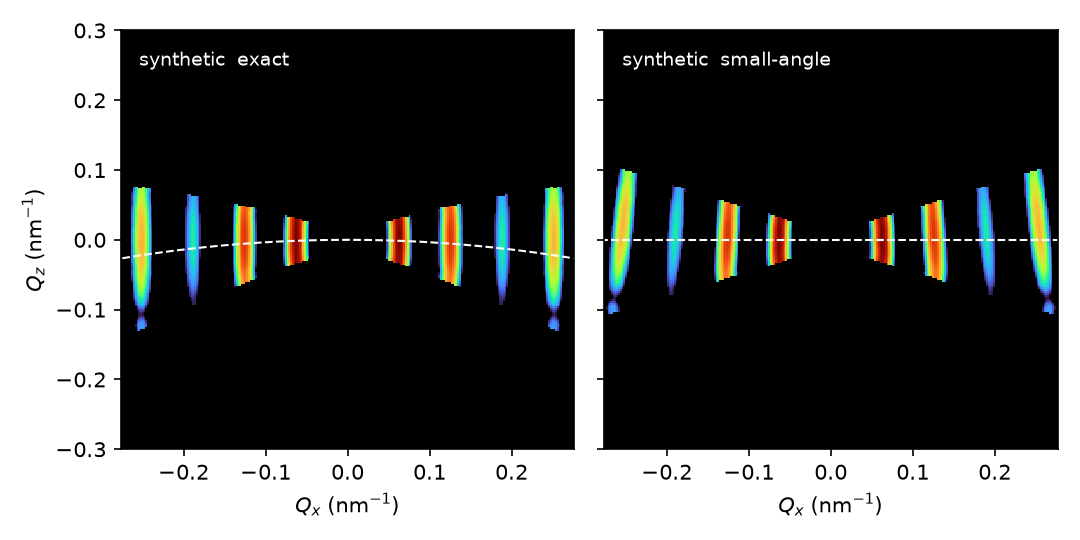 synthetic exact
synthetic small-angle
0.3
0.2
0.1
0.0
−0.1
−0.2
−0.3
Qz (nm−1)
−0.2 −0.1 0.0 0.1 0.2
−0.2 −0.1 0.0 0.1 0.2
Qx (nm−1)
Qx (nm−1)